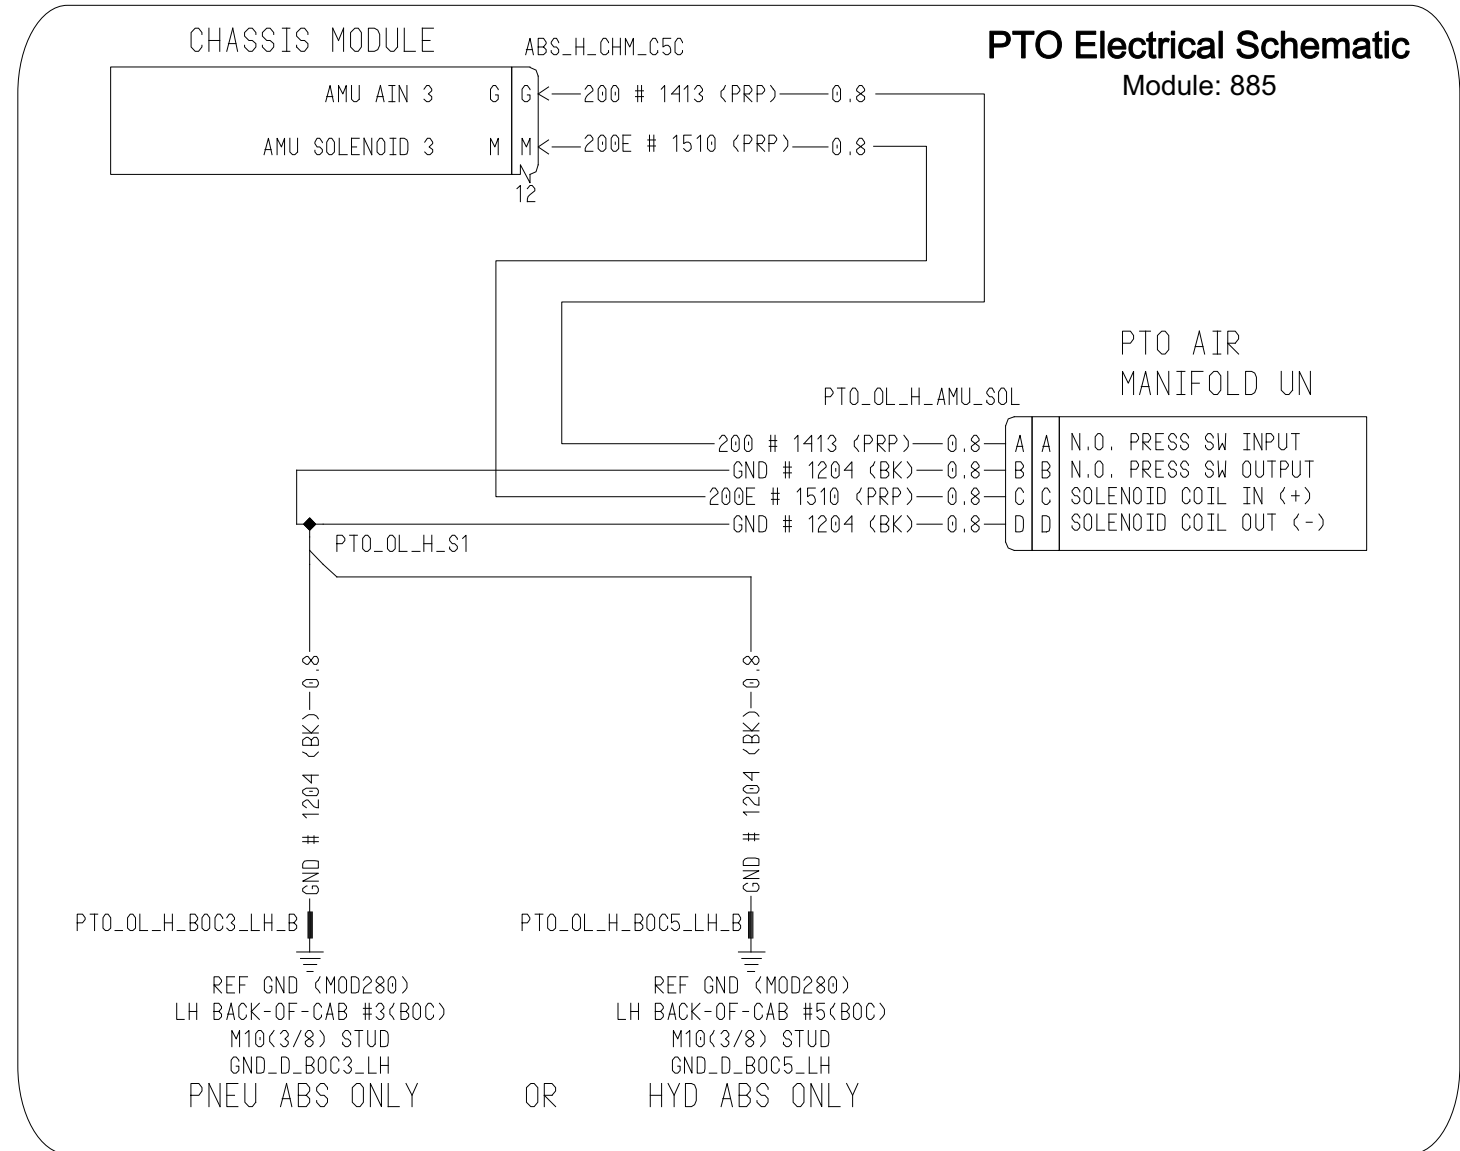 PTO Electrical Schematic
Module: 885
CHASSIS MODULE
ABS_H_CHM_C5C
AMU AIN 3 G G 200 # 1413 (PRP) 0.8
AMU SOLENOID 3 M M 200E # 1510 (PRP) 0.8
12
PTO AIR
MANIFOLD UN
PTO_OL_H_AMU_SOL
200 # 1413 (PRP) 0.8 A A N.O. PRESS SW INPUT
GND # 1204 (BK) 0.8 B B N.O. PRESS SW OUTPUT
200E # 1510 (PRP) 0.8 C C SOLENOID COIL IN (+)
GND # 1204 (BK) 0.8 D D SOLENOID COIL OUT (-)
PTO_OL_H_S1
GND # 1204 (BK) 0.8
GND # 1204 (BK) 0.8
PTO_OL_H_BOC3_LH_B
PTO_OL_H_BOC5_LH_B
REF GND (MOD280)
LH BACK-OF-CAB #3(BOC)
M10(3/8) STUD
GND_D_BOC3_LH
PNEU ABS ONLY
OR
REF GND (MOD280)
LH BACK-OF-CAB #5(BOC)
M10(3/8) STUD
GND_D_BOC5_LH
HYD ABS ONLY